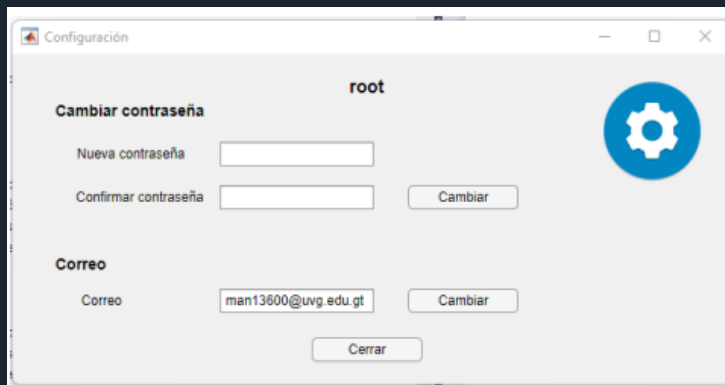 Configuración
root
Cambiar contraseña
Nueva contraseña
Confirmar contraseña Cambiar
Correo
Correo man13600@uvg.edu.gt Cambiar
Cerrar